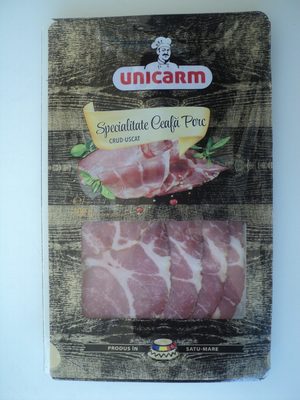 UNICARM
Specialitate Ceafă Porc
CRUD-USCAT
PRODUS ÎN
SATU-MARE